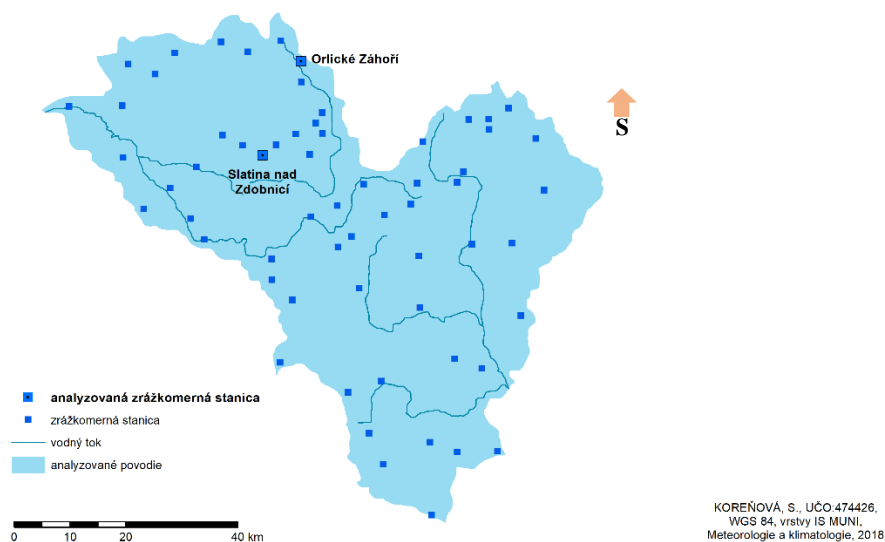 Orlické Záhoří
S
Slatina nad
Zdobnicí
analyzovaná zrážkomerná stanica
zrážkomerná stanica
vodný tok
analyzované povodie
0 10 20 40 km
KOREŇOVÁ, S., UČO:474426,
WGS 84, vrstvy IS MUNI,
Meteorologie a klimatologie, 2018